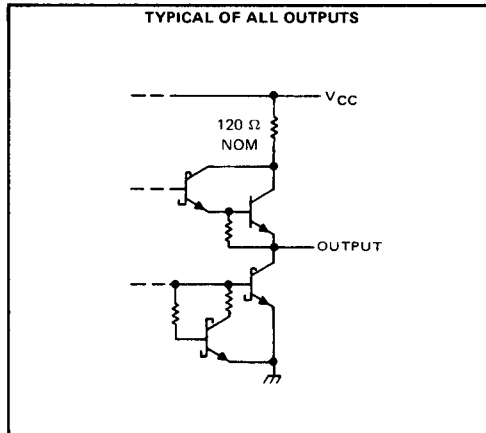 TYPICAL OF ALL OUTPUTS
VCC
120 Ω
NOM
OUTPUT